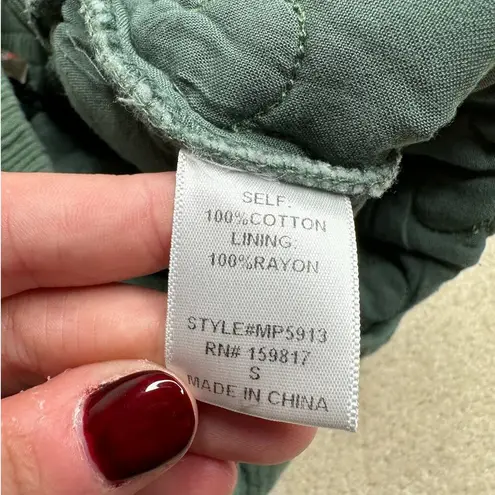 SELF:
100%COTTON
LINING:
100%RAYON
STYLE#MP5913
RN# 159817
S
MADE IN CHINA